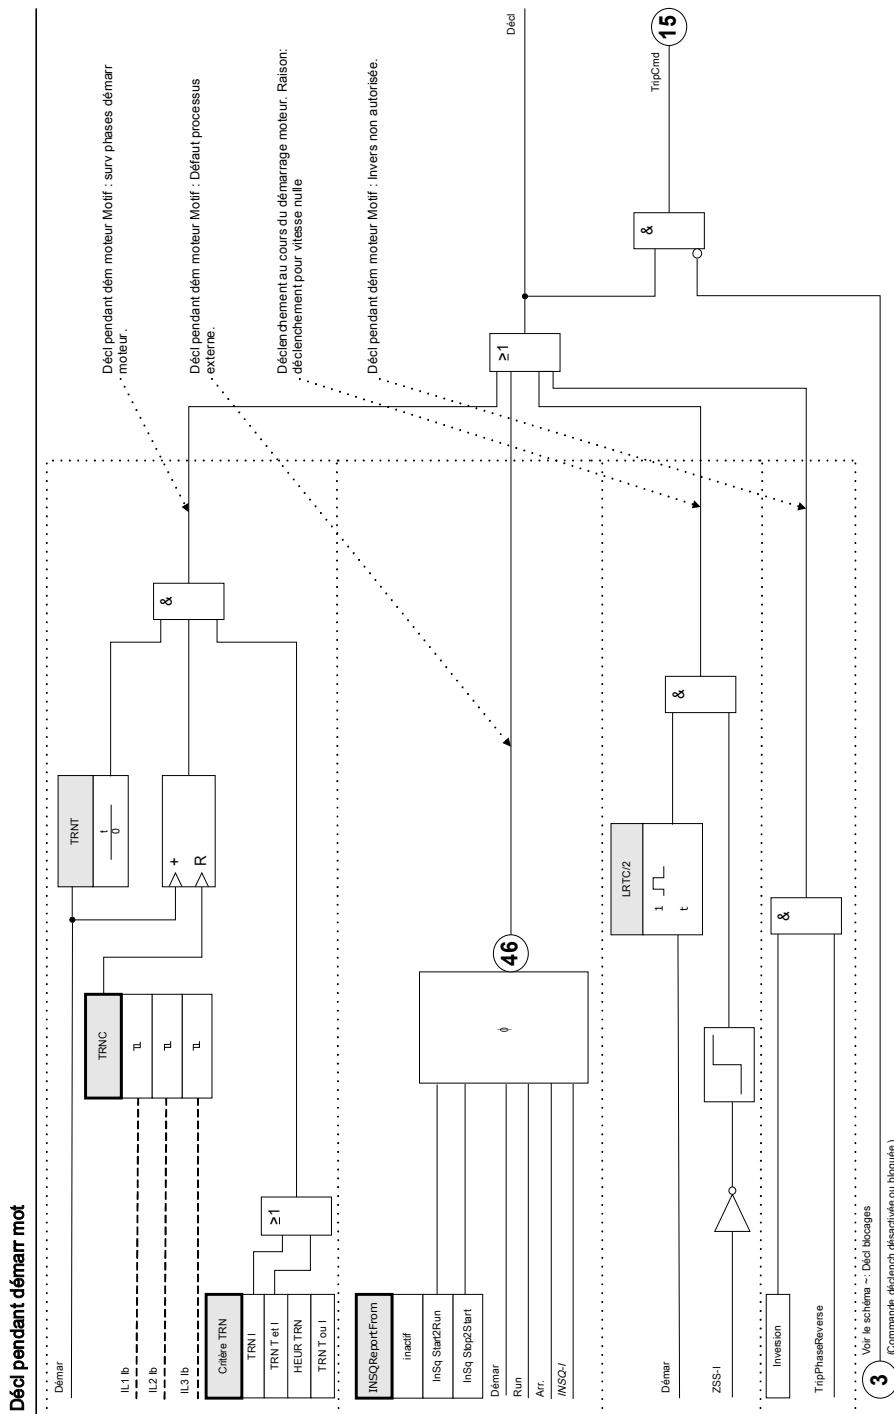 Décl pendant démarr mot
Démar
IL1 Ib
IL2 Ib
IL3 Ib
TRNC
TRNT
t
0
+
R
&
Critère TRN
TRN I
TRN T et I
HEUR TRN
TRN T ou I
≥1
Décl pendant dém moteur Motif : surv phases démarr
moteur.
INSQReportFrom
inactif
InSq Start2Run
InSq Stop2Start
Démar
Run
Arr.
INSQ-I
φ
46
Décl pendant dém moteur Motif : Défaut processus
externe.
Démar
ZSS-I
LRTC/2
1
t
&
Déclenchement au cours du démarrage moteur. Raison:
déclenchement pour vitesse nulle
Inversion
TripPhaseReverse
&
Décl pendant dém moteur Motif : Invers non autorisée.
≥1
Décl
&
TripCmd
15
3
Voir le schéma ~: Décl blocages
(Commande déclench désactivée ou bloquée.)